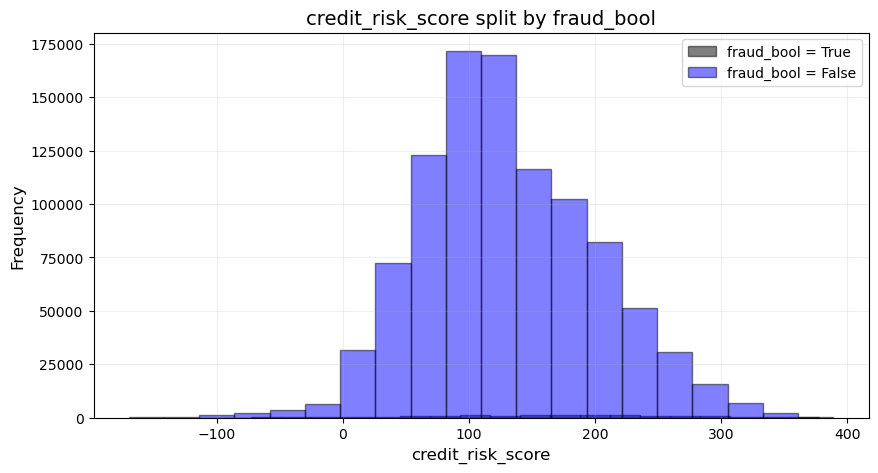 credit_risk_score split by fraud_bool
fraud_bool = True
fraud_bool = False
175000
150000
125000
100000
75000
50000
25000
0
Frequency
−100
0
100
200
300
400
credit_risk_score